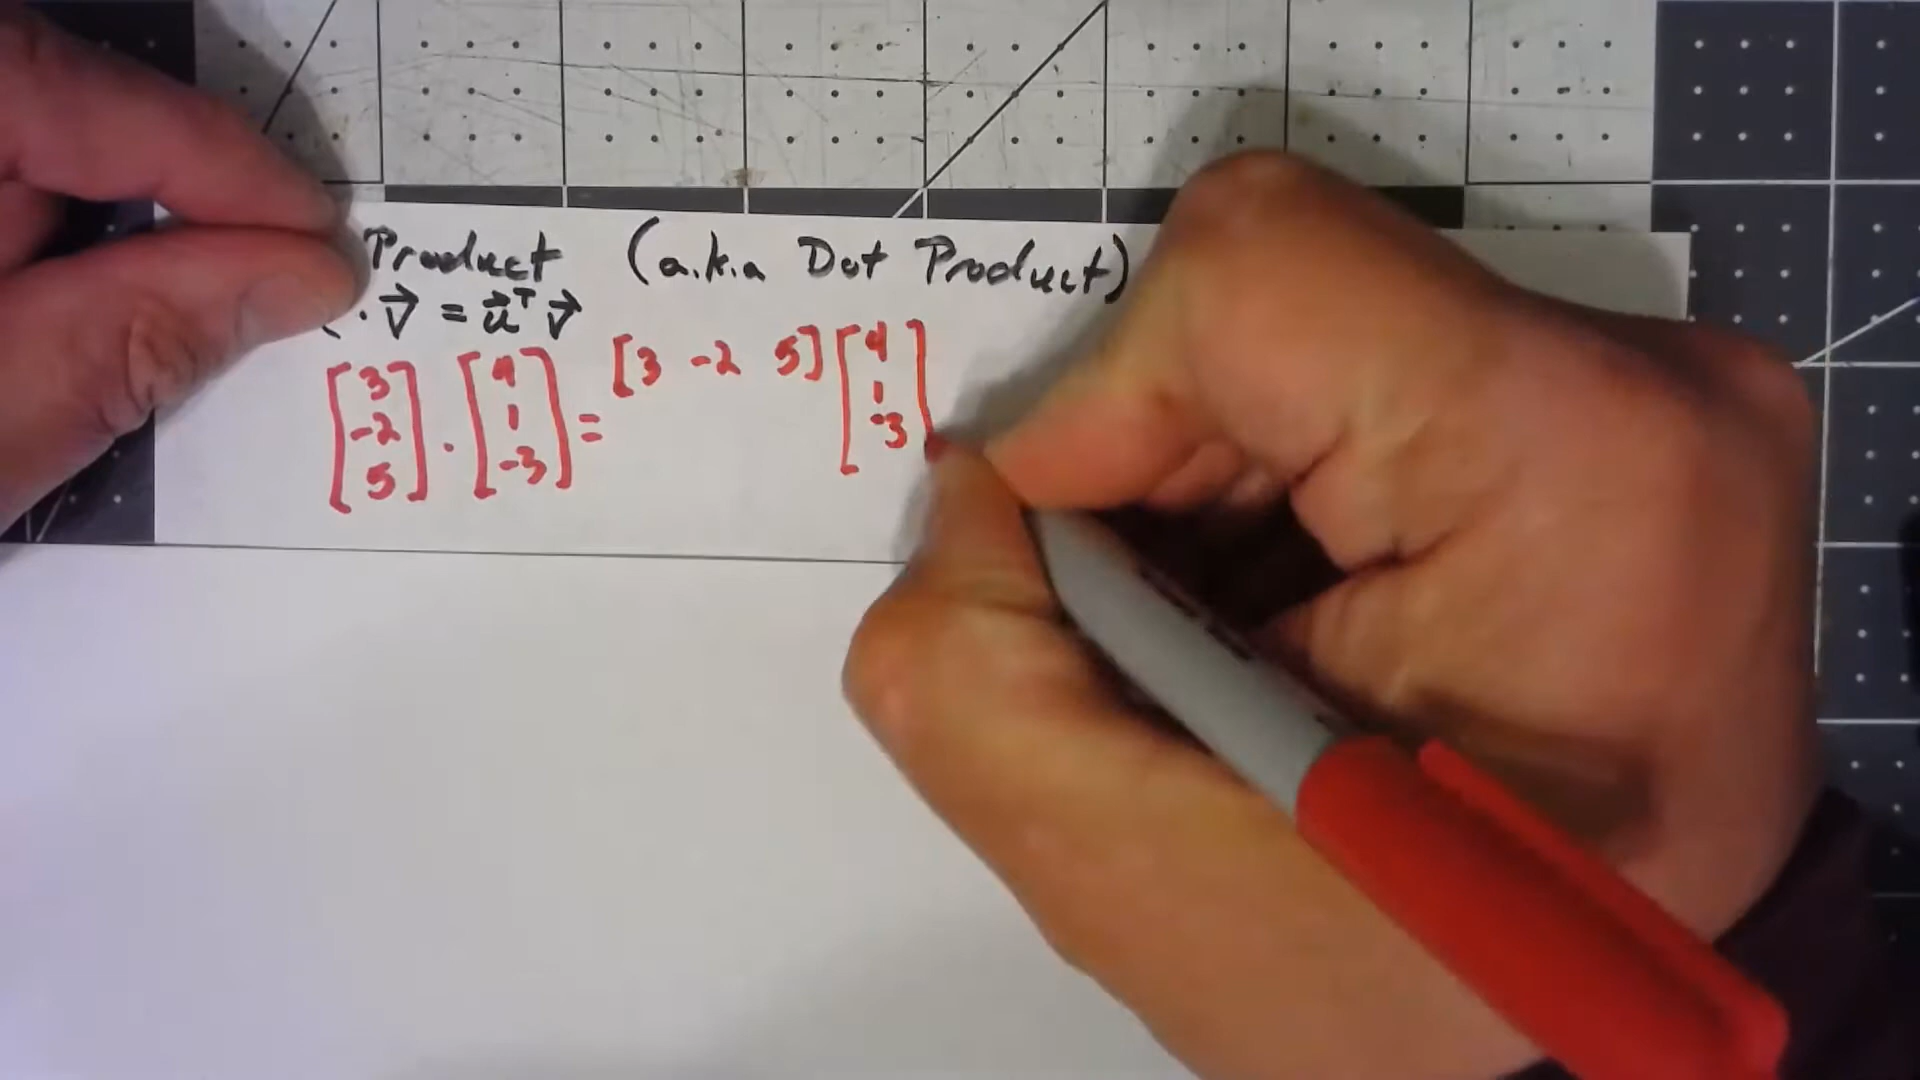 Product (a.k.a Dot Product)
· v⃗ = u⃗ᵀ v⃗
[3 -2 5] · [4 1 -3] = [3 -2 5] [4 1 -3]